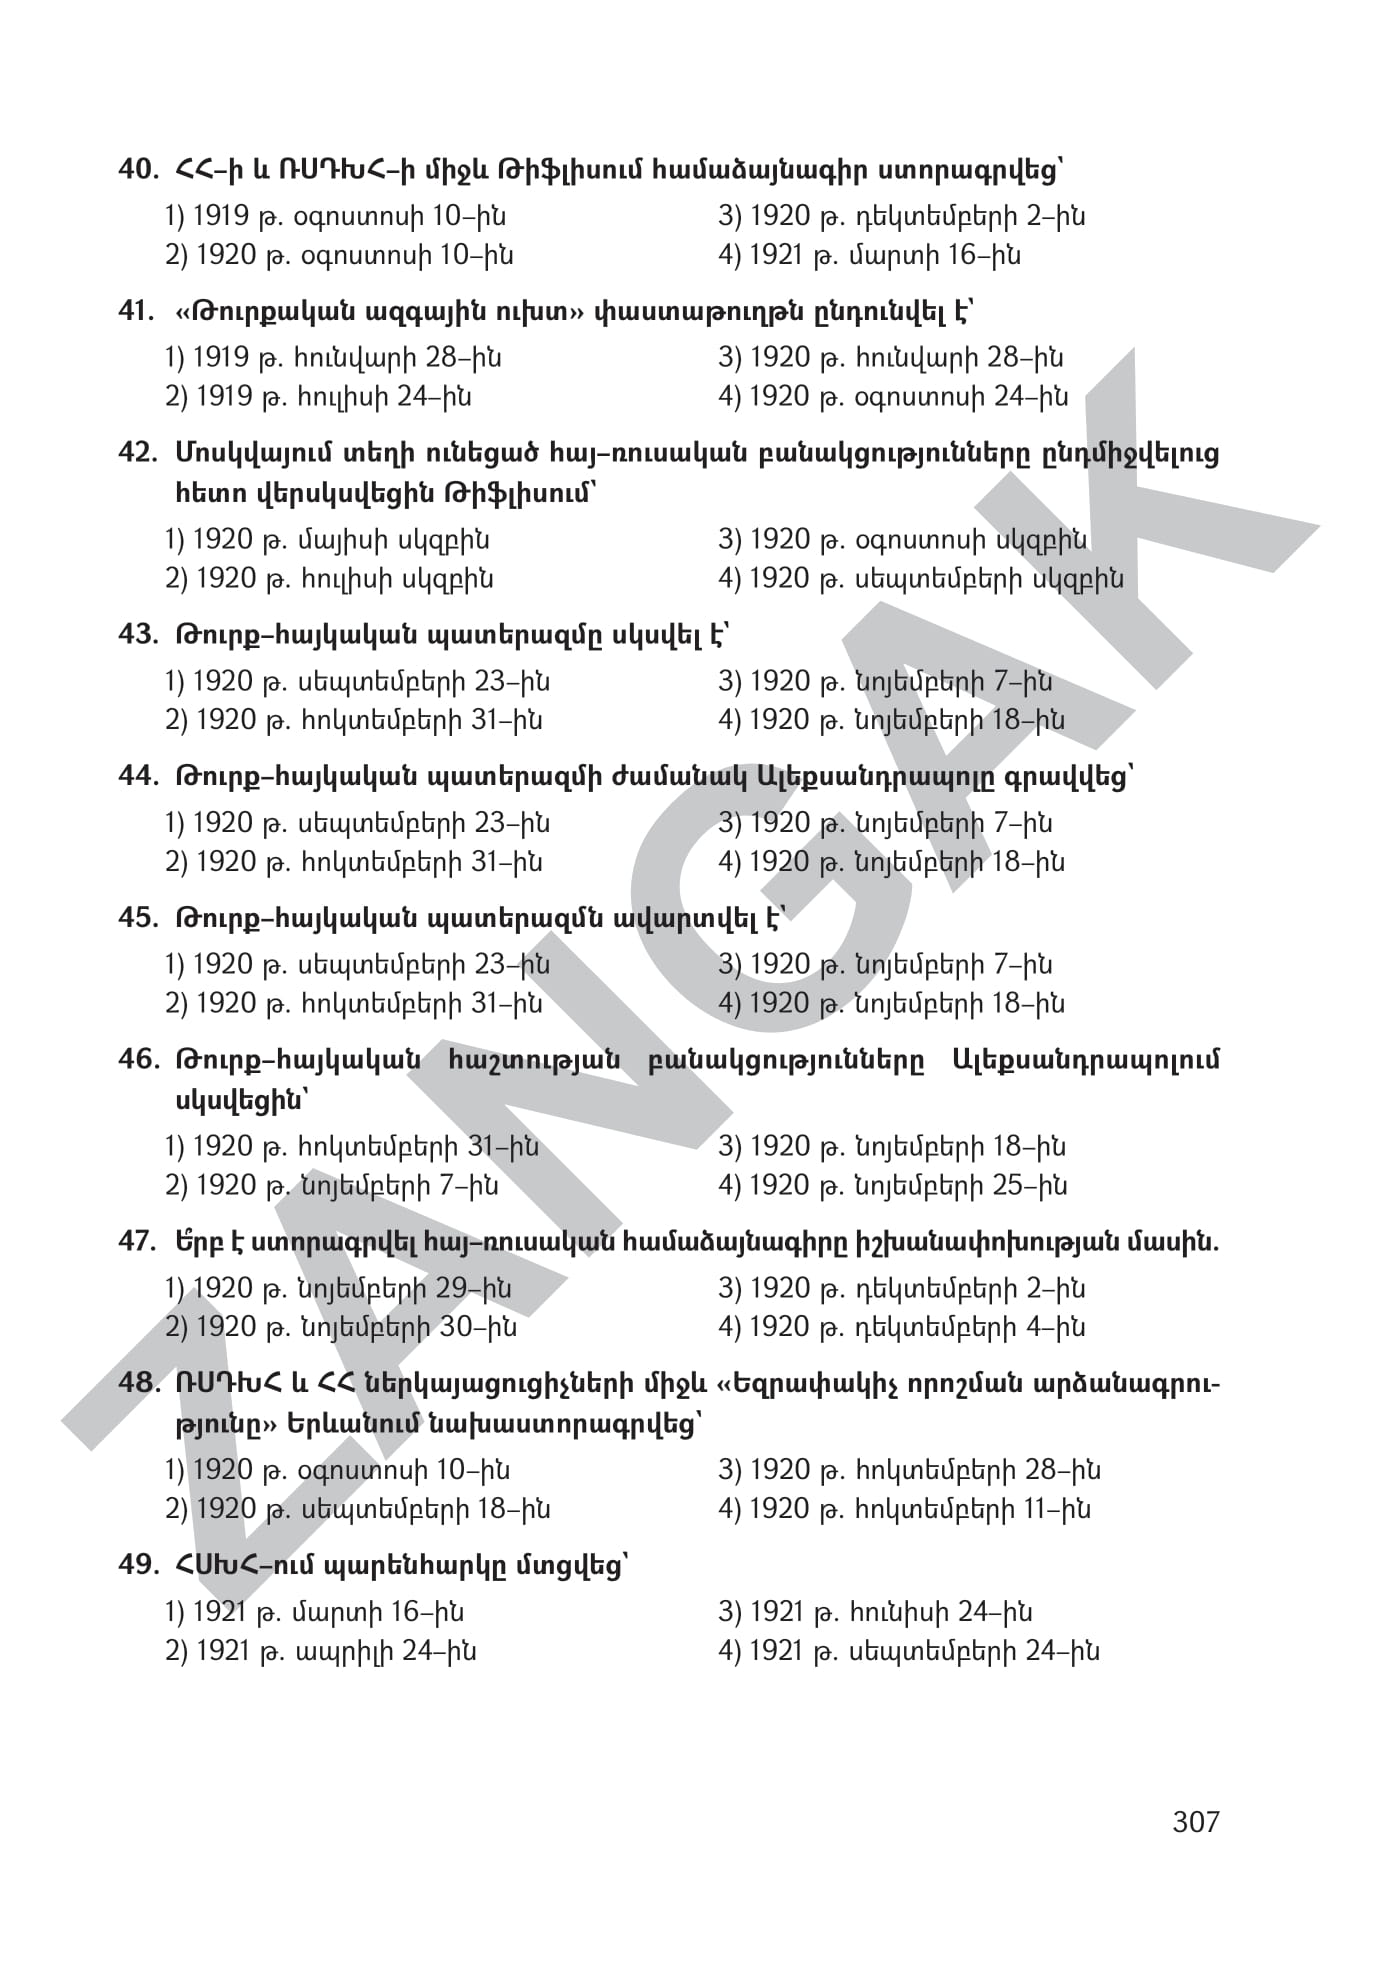 40. ՀՀ–ի և ՌՍԴԽՀ–ի միջև Թիֆլիսում համաձայնագիր ստորագրվեց՝
1) 1919 թ. օգոստոսի 10–ին
2) 1920 թ. օգոստոսի 10–ին
3) 1920 թ. դեկտեմբերի 2–ին
4) 1921 թ. մարտի 16–ին
41. «Թուրքական ազգային ուխտ» փաստաթուղթն ընդունվել է՝
1) 1919 թ. հունվարի 28–ին
2) 1919 թ. հուլիսի 24–ին
3) 1920 թ. հունվարի 28–ին
4) 1920 թ. օգոստոսի 24–ին
42. Մոսկվայում տեղի ունեցած հայ–ռուսական բանակցությունները ընդմիջվելուց
հետո վերսկսվեցին Թիֆլիսում՝
1) 1920 թ. մայիսի սկզբին
2) 1920 թ. հուլիսի սկզբին
3) 1920 թ. օգոստոսի սկզբին
4) 1920 թ. սեպտեմբերի սկզբին
43. Թուրք–հայկական պատերազմը սկսվել է՝
1) 1920 թ. սեպտեմբերի 23–ին
2) 1920 թ. հոկտեմբերի 31–ին
3) 1920 թ. նոյեմբերի 7–ին
4) 1920 թ. նոյեմբերի 18–ին
44. Թուրք–հայկական պատերազմի ժամանակ Ալեքսանդրապոլը գրավվեց՝
1) 1920 թ. սեպտեմբերի 23–ին
2) 1920 թ. հոկտեմբերի 31–ին
3) 1920 թ. նոյեմբերի 7–ին
4) 1920 թ. նոյեմբերի 18–ին
45. Թուրք–հայկական պատերազմն ավարտվել է՝
1) 1920 թ. սեպտեմբերի 23–ին
2) 1920 թ. հոկտեմբերի 31–ին
3) 1920 թ. նոյեմբերի 7–ին
4) 1920 թ. նոյեմբերի 18–ին
46. Թուրք–հայկական հաշտության բանակցությունները Ալեքսանդրապոլում
սկսվեցին՝
1) 1920 թ. հոկտեմբերի 31–ին
2) 1920 թ. նոյեմբերի 7–ին
3) 1920 թ. նոյեմբերի 18–ին
4) 1920 թ. նոյեմբերի 25–ին
47. Ե՞րբ է ստորագրվել հայ–ռուսական համաձայնագիրը իշխանափոխության մասին.
1) 1920 թ. նոյեմբերի 29–ին
2) 1920 թ. նոյեմբերի 30–ին
3) 1920 թ. դեկտեմբերի 2–ին
4) 1920 թ. դեկտեմբերի 4–ին
48. ՌՍԴԽՀ և ՀՀ ներկայացուցիչների միջև «Եզրափակիչ որոշման արձանագրու-
թյունը» Երևանում նախաստորագրվեց՝
1) 1920 թ. օգոստոսի 10–ին
2) 1920 թ. սեպտեմբերի 18–ին
3) 1920 թ. հոկտեմբերի 28–ին
4) 1920 թ. հոկտեմբերի 11–ին
49. ՀՍԽՀ–ում պարենհարկը մտցվեց՝
1) 1921 թ. մարտի 16–ին
2) 1921 թ. ապրիլի 24–ին
3) 1921 թ. հունիսի 24–ին
4) 1921 թ. սեպտեմբերի 24–ին
307
ZANGAK